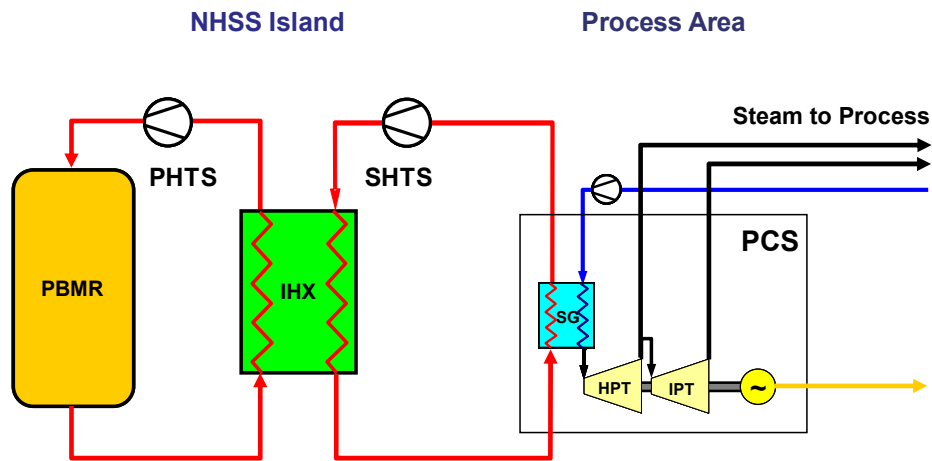 NHSS Island
Process Area
Steam to Process
PHTS
SHTS
PCS
PBMR
IHX
SG
HPT
IPT
~